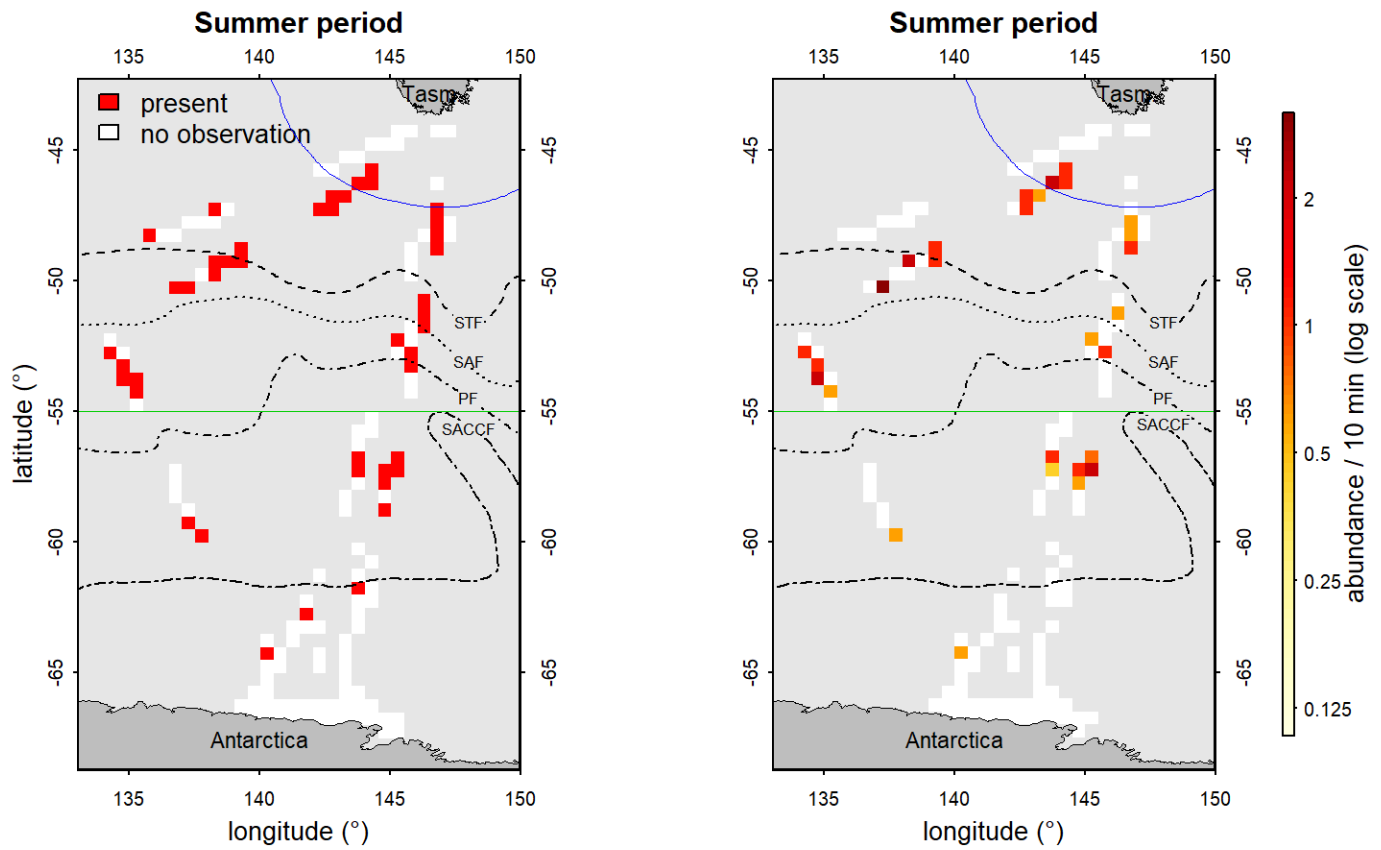 Summer period
135 140 145 150
Tasm
present
no observation
-45 -45
-50 -50
STF
SAF
PF
-55 -55
SACCF
-60 -60
-65 -65
Antarctica
135 140 145 150
latitude (°)
longitude (°)
Summer period
135 140 145 150
Tasm
-45 -45
-50 -50
STF
SAF
PF
-55 -55
SACCF
-60 -60
-65 -65
Antarctica
135 140 145 150
longitude (°)
2
1
0.5
0.25
0.125
abundance / 10 min (log scale)